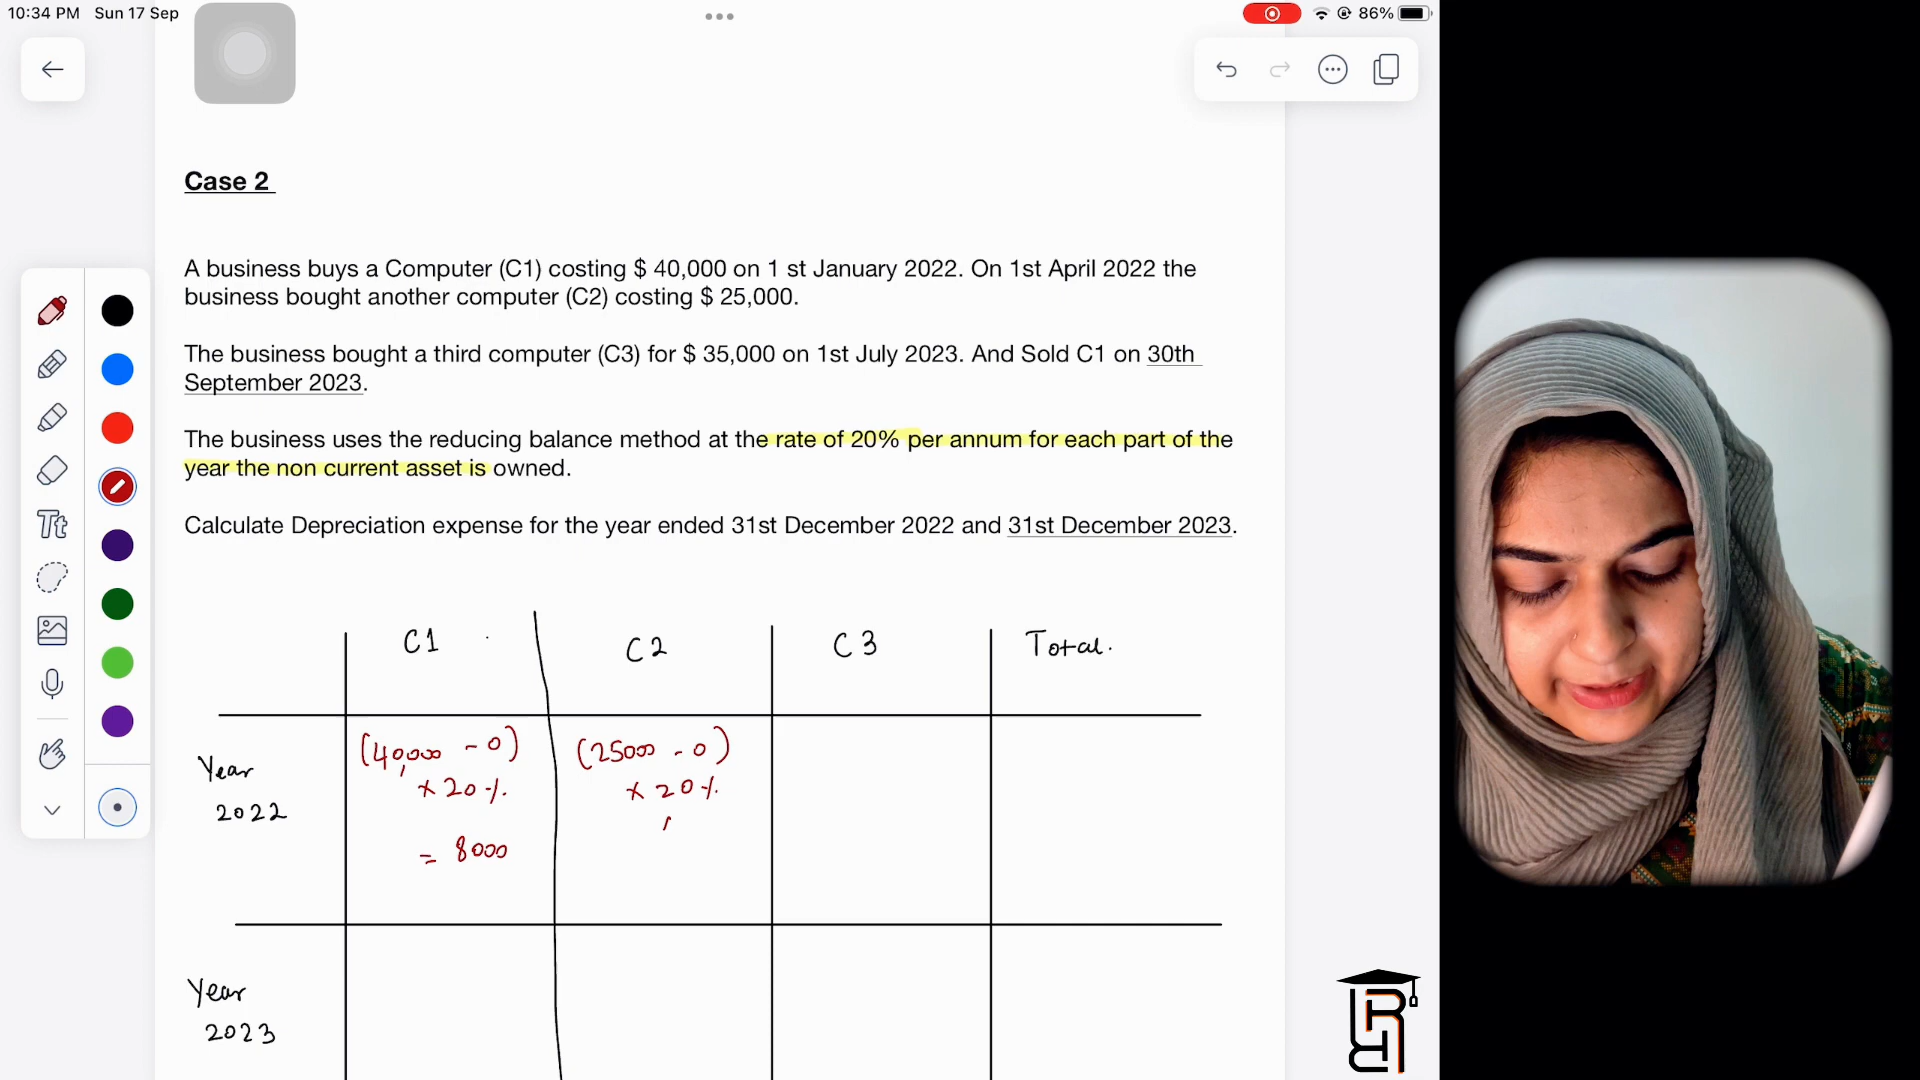 10:34 PM Sun 17 Sep
86%
Case 2
A business buys a Computer (C1) costing $ 40,000 on 1 st January 2022. On 1st April 2022 the
business bought another computer (C2) costing $ 25,000.
The business bought a third computer (C3) for $ 35,000 on 1st July 2023. And Sold C1 on 30th
September 2023.
The business uses the reducing balance method at the rate of 20% per annum for each part of the
year the non current asset is owned.
Calculate Depreciation expense for the year ended 31st December 2022 and 31st December 2023.
Tt
C1 C2 C3 Total.
Year
2022
(40,000 - 0)
× 20%
= 8000
(25000 - 0)
× 20%
Year
2023